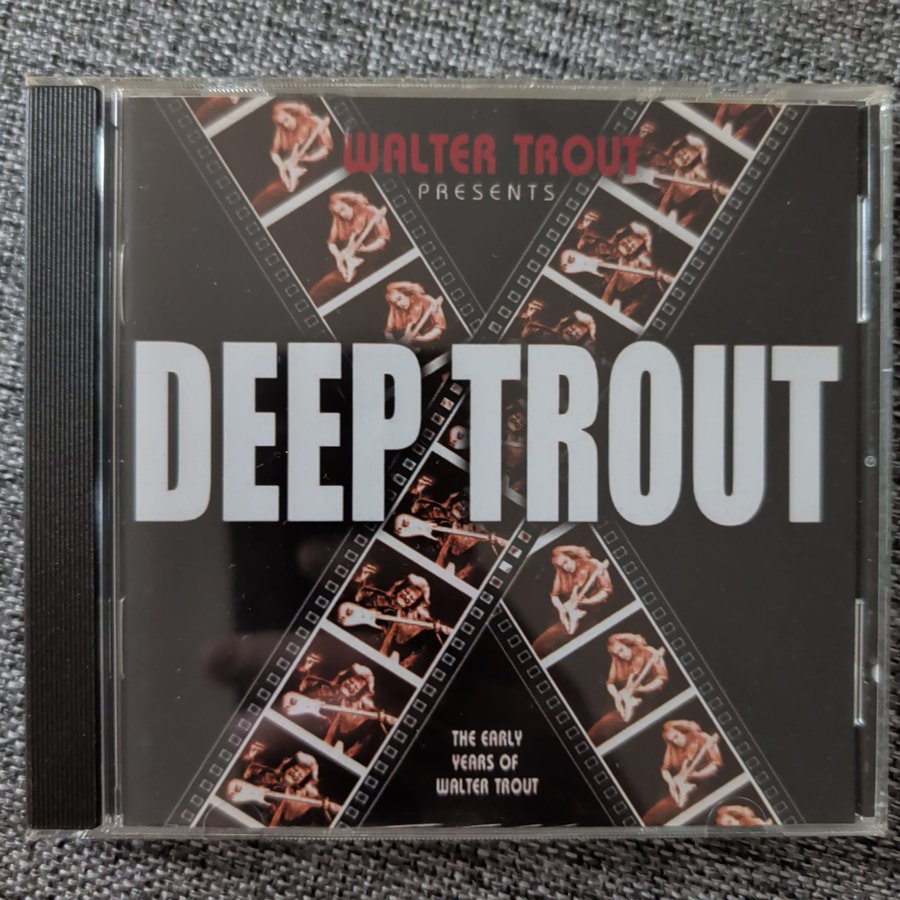 WALTER TROUT
PRESENTS
DEEP TROUT
THE EARLY
YEARS OF
WALTER TROUT